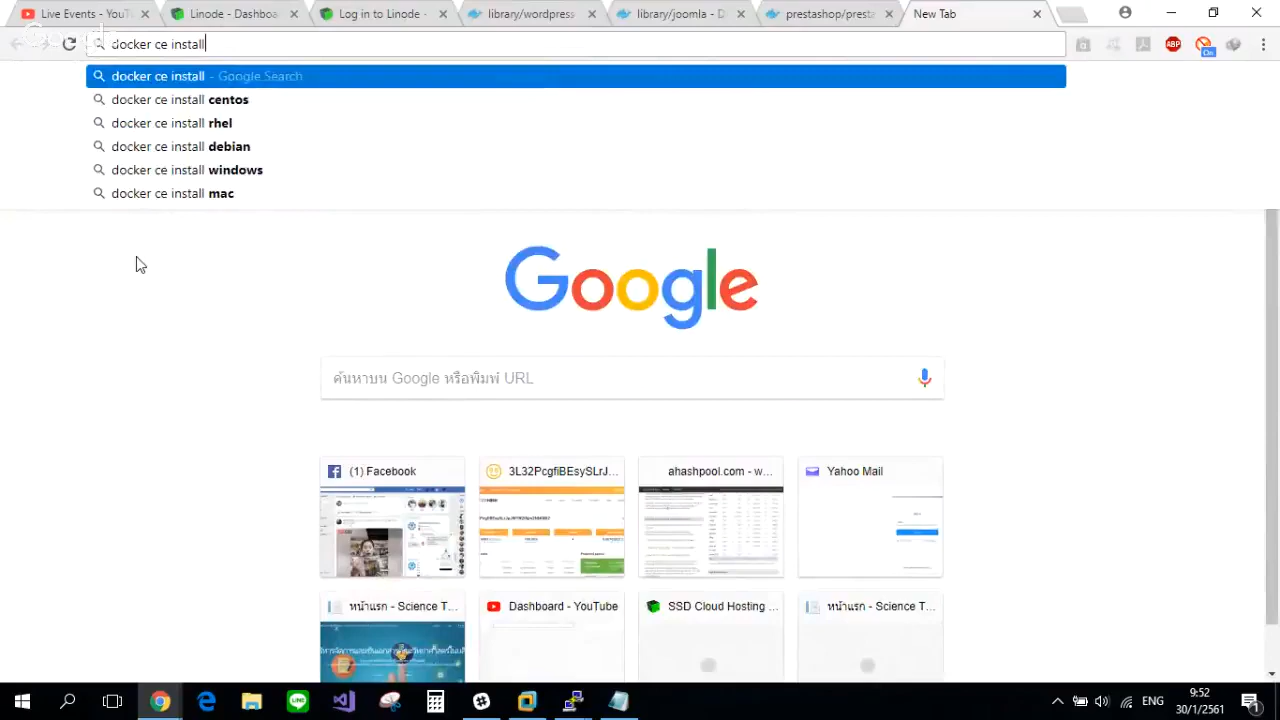 Live Events - YouT
Linode - Dashboa
Log in to Linode -
library/wordpress
library/joomla - D
prestashop/presta
New Tab
docker ce install
docker ce install - Google Search
docker ce install centos
docker ce install rhel
docker ce install debian
docker ce install windows
docker ce install mac
ABP
On
Google
ค้นหาบน Google หรือพิมพ์ URL
(1) Facebook
3L32PcgfiBEsySLrJ...
ahashpool.com - w...
Yahoo Mail
หน้าแรก - Science T...
Dashboard - YouTube
SSD Cloud Hosting ...
หน้าแรก - Science T...
ENG
9:52
30/1/2561
1